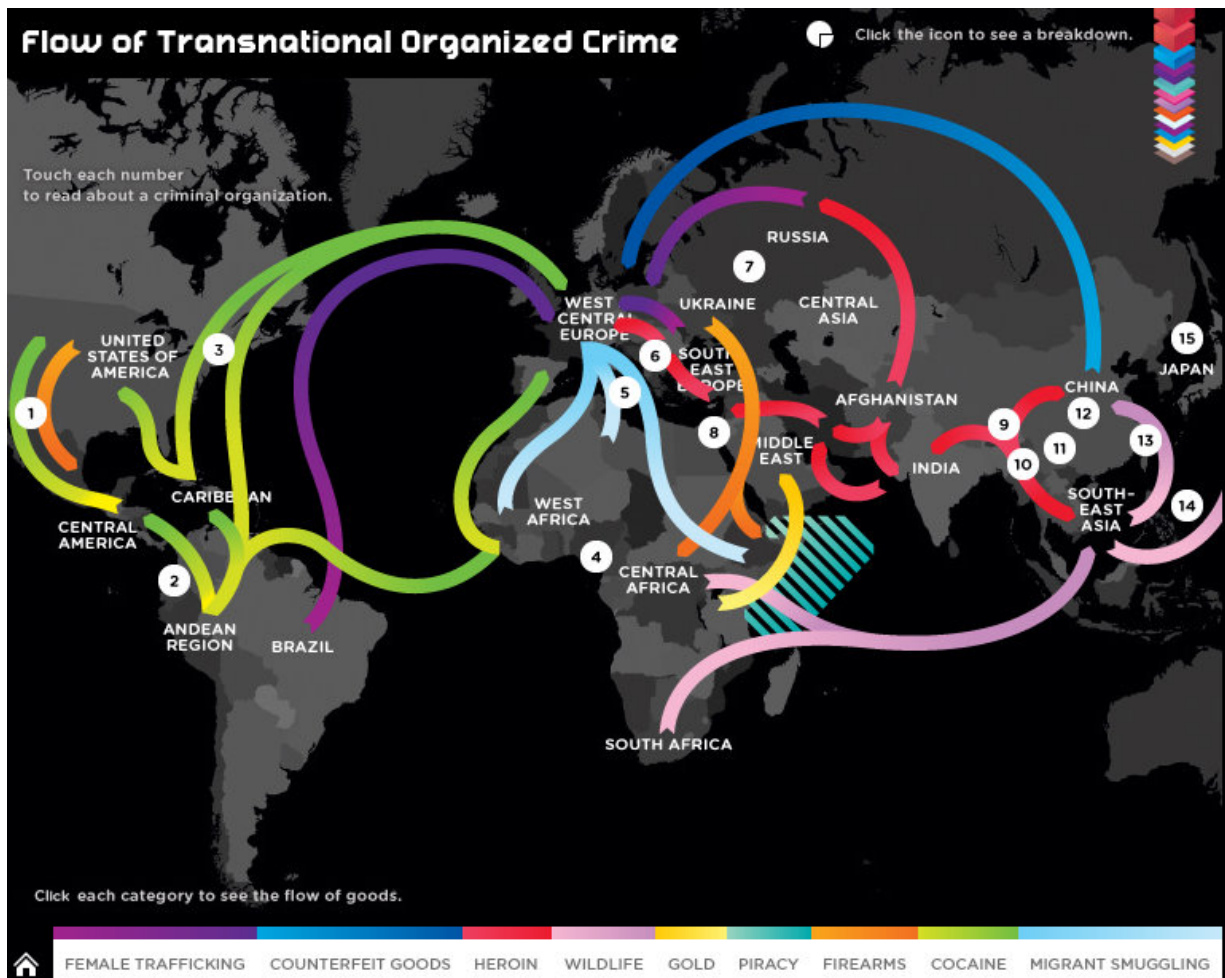 Flow of Transnational Organized Crime
Click the icon to see a breakdown.
Touch each number
to read about a criminal organization.
RUSSIA
7
WEST
CENTRAL
EUROPE
UKRAINE
CENTRAL
ASIA
UNITED
STATES OF
AMERICA
3
6
SOUTH
EAST
EUROPE
15
JAPAN
1
5
AFGHANISTAN
CHINA
12
8
MIDDLE
EAST
9
11
13
10
INDIA
CARIBBEAN
WEST
AFRICA
SOUTH-
EAST
ASIA
14
CENTRAL
AMERICA
4
2
CENTRAL
AFRICA
ANDEAN
REGION
BRAZIL
SOUTH AFRICA
Click each category to see the flow of goods.
FEMALE TRAFFICKING
COUNTERFEIT GOODS
HEROIN
WILDLIFE
GOLD
PIRACY
FIREARMS
COCAINE
MIGRANT SMUGGLING